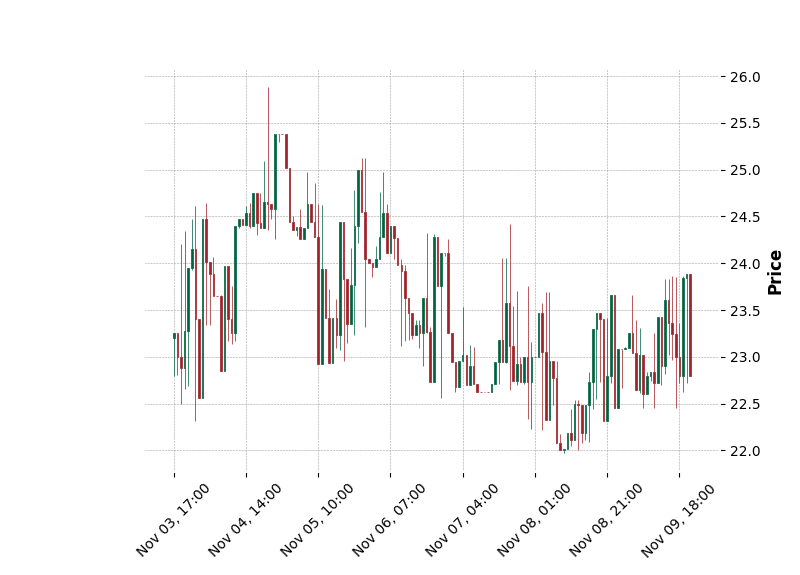 26.0
25.5
25.0
24.5
24.0
23.5
23.0
22.5
22.0
Price
Nov 03, 17:00
Nov 04, 14:00
Nov 05, 10:00
Nov 06, 07:00
Nov 07, 04:00
Nov 08, 01:00
Nov 08, 21:00
Nov 09, 18:00